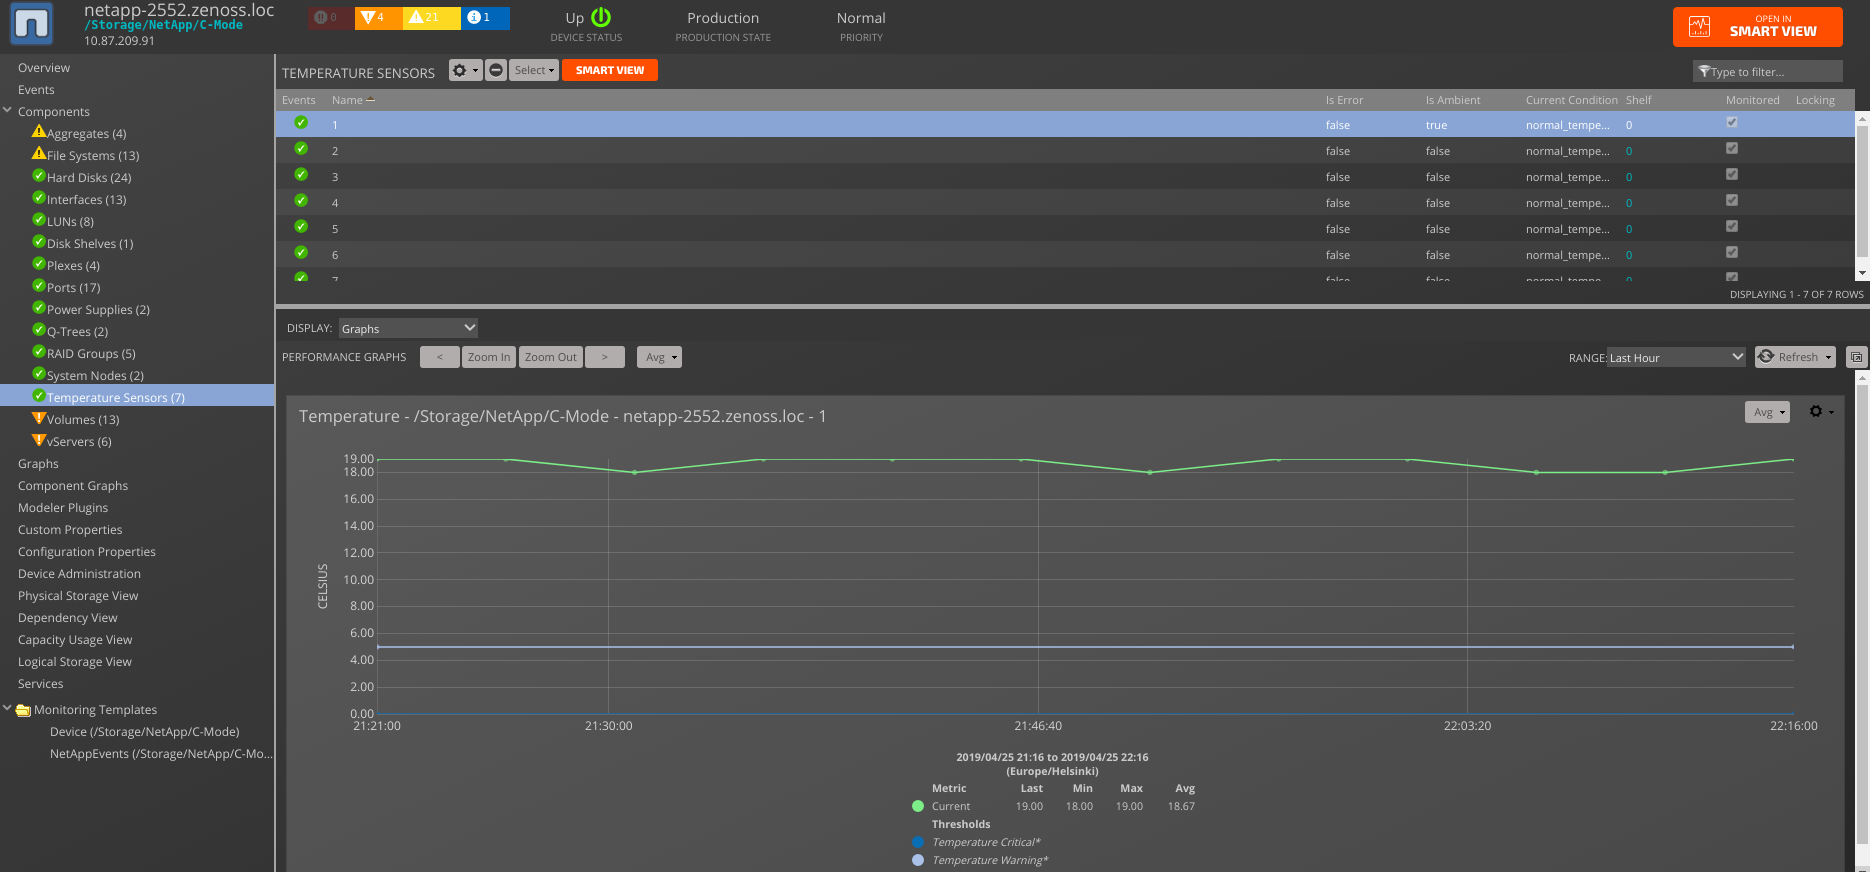 netapp-2552.zenoss.loc
/Storage/NetApp/C-Mode
10.87.209.91
0 4 21 1
Up
DEVICE STATUS
Production
PRODUCTION STATE
Normal
PRIORITY
OPEN IN
SMART VIEW
Overview
Events
Components
Aggregates (4)
File Systems (13)
Hard Disks (24)
Interfaces (13)
LUNs (8)
Disk Shelves (1)
Plexes (4)
Ports (17)
Power Supplies (2)
Q-Trees (2)
RAID Groups (5)
System Nodes (2)
Temperature Sensors (7)
Volumes (13)
vServers (6)
Graphs
Component Graphs
Modeler Plugins
Custom Properties
Configuration Properties
Device Administration
Physical Storage View
Dependency View
Capacity Usage View
Logical Storage View
Services
Monitoring Templates
Device (/Storage/NetApp/C-Mode)
NetAppEvents (/Storage/NetApp/C-Mo...
TEMPERATURE SENSORS Select SMART VIEW Type to filter...
Events Name Is Error Is Ambient Current Condition Shelf Monitored Locking
1 false true normal_tempe... 0
2 false false normal_tempe... 0
3 false false normal_tempe... 0
4 false false normal_tempe... 0
5 false false normal_tempe... 0
6 false false normal_tempe... 0
7 false false normal_tempe... 0
DISPLAYING 1 - 7 OF 7 ROWS
DISPLAY: Graphs
PERFORMANCE GRAPHS < Zoom In Zoom Out > Avg RANGE: Last Hour Refresh
Temperature - /Storage/NetApp/C-Mode - netapp-2552.zenoss.loc - 1 Avg
CELSIUS
19.00
18.00
16.00
14.00
12.00
10.00
8.00
6.00
4.00
2.00
0.00
21:21:00 21:30:00 21:46:40 22:03:20 22:16:00
2019/04/25 21:16 to 2019/04/25 22:16
(Europe/Helsinki)
Metric Last Min Max Avg
Current 19.00 18.00 19.00 18.67
Thresholds
Temperature Critical*
Temperature Warning*